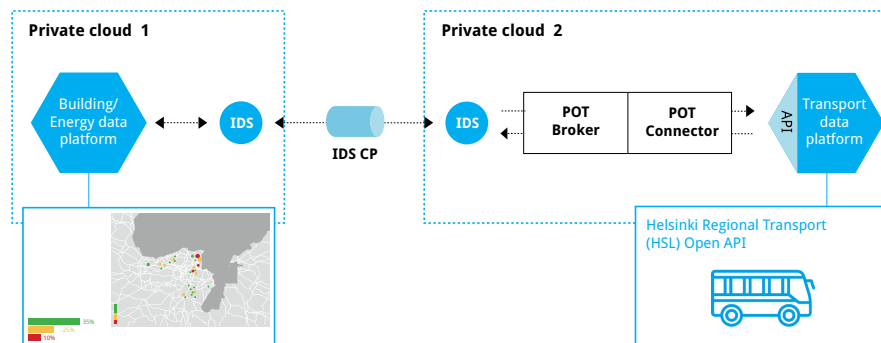 Private cloud 1
Private cloud 2
Building/
Energy data
platform
IDS
IDS CP
IDS
POT
Broker
POT
Connector
API
Transport
data
platform
35%
25%
10%
Helsinki Regional Transport
(HSL) Open API